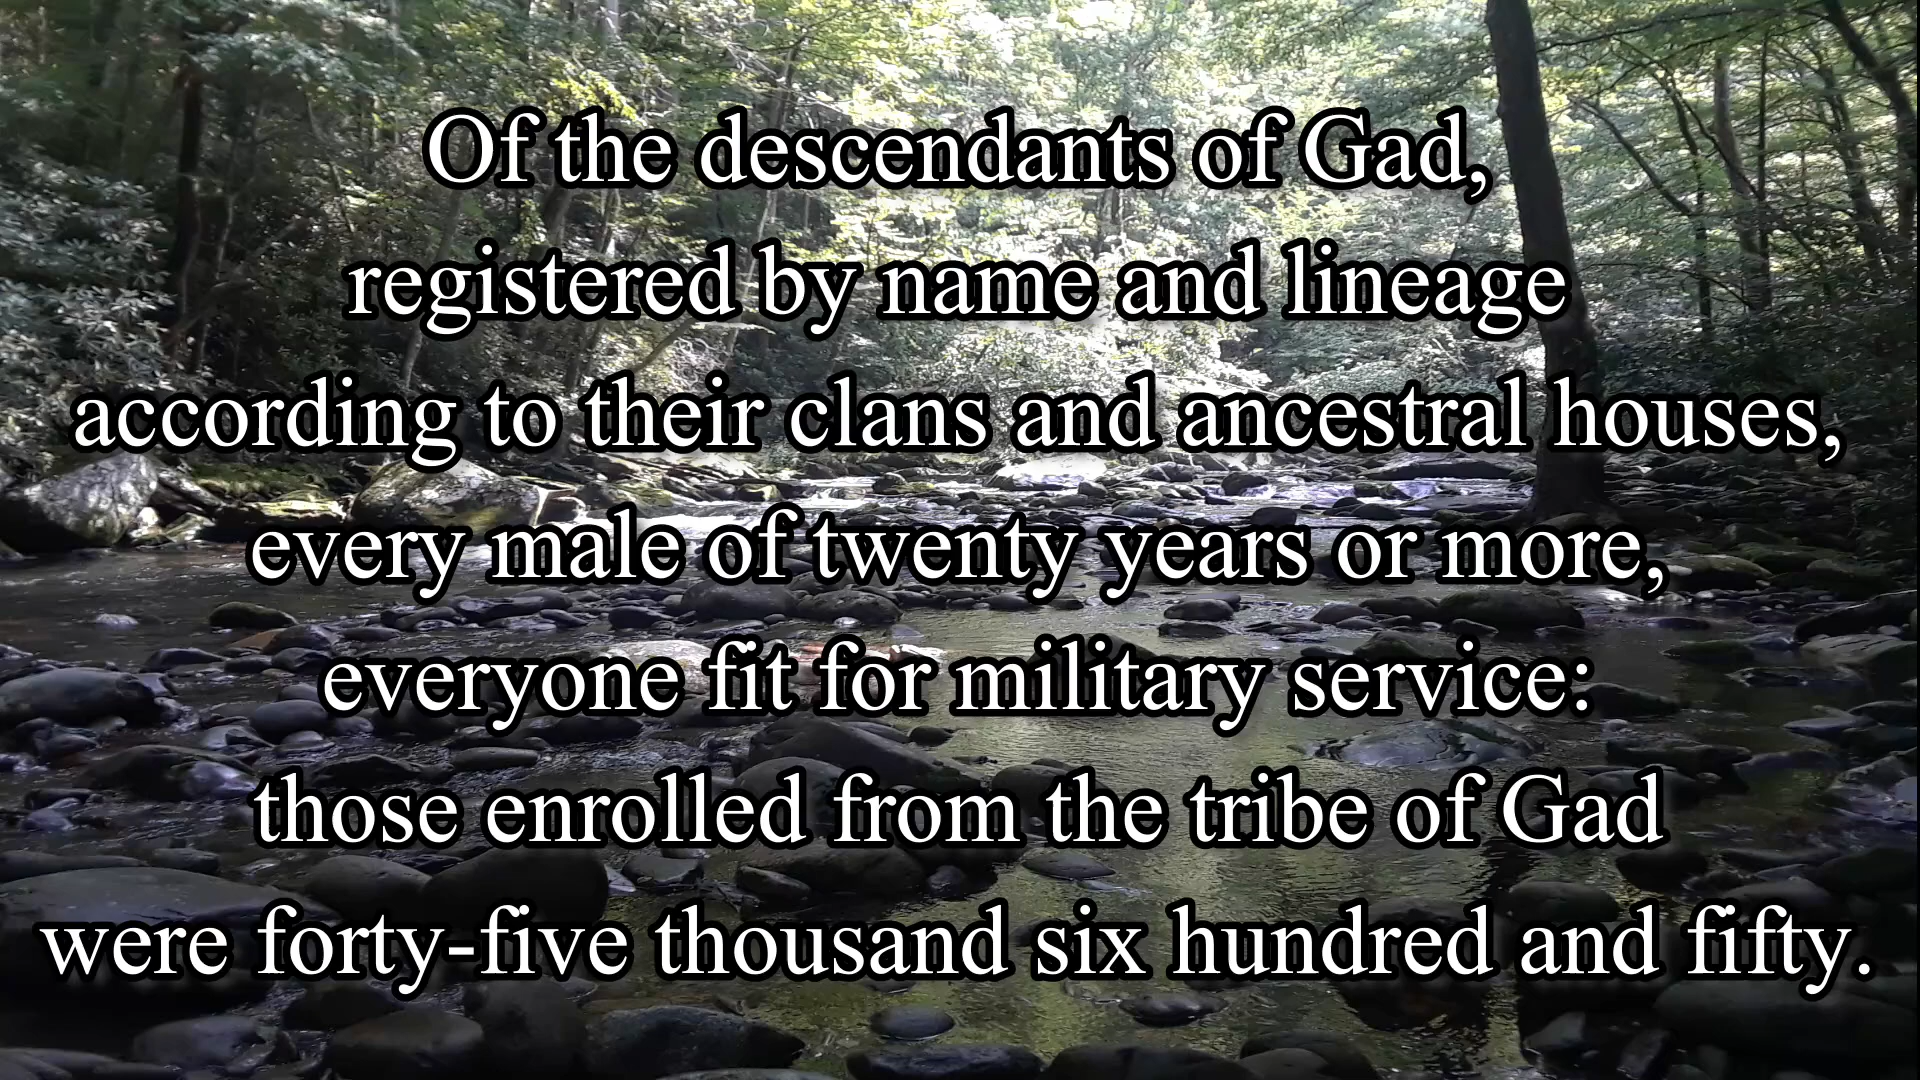 Of the descendants of Gad,
registered by name and lineage
according to their clans and ancestral houses,
every male of twenty years or more,
everyone fit for military service:
those enrolled from the tribe of Gad
were forty-five thousand six hundred and fifty.